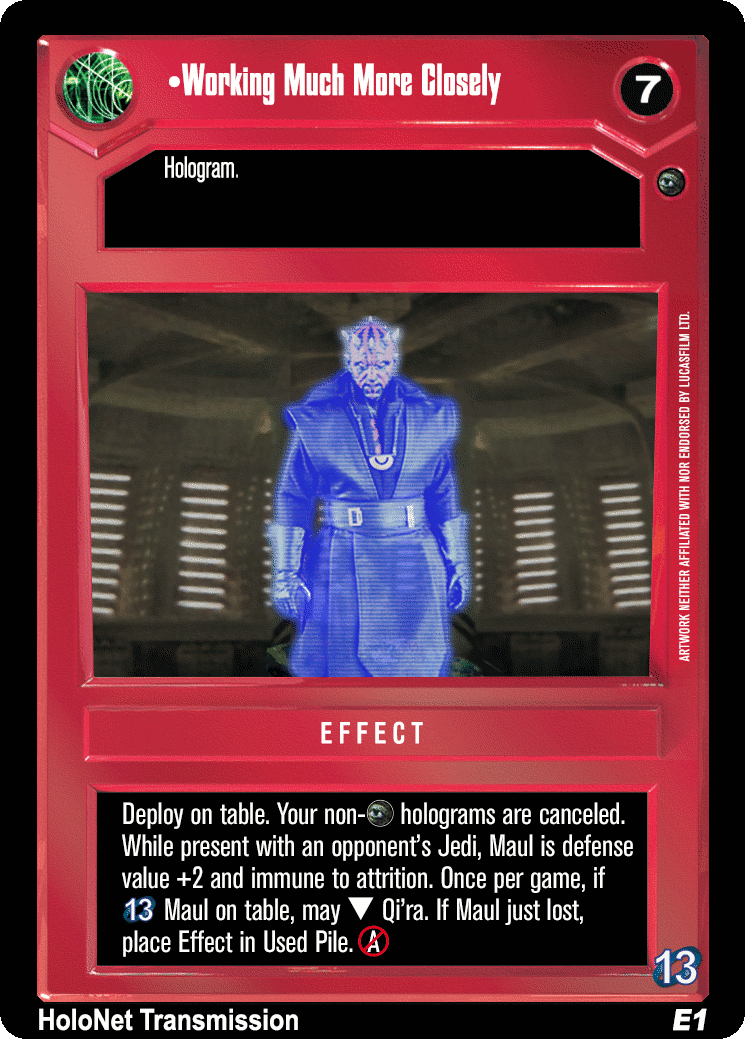 •Working Much More Closely
7
Hologram.
ARTWORK NEITHER AFFILIATED WITH NOR ENDORSED BY LUCASFILM LTD.
EFFECT
Deploy on table. Your non- holograms are canceled.
While present with an opponent's Jedi, Maul is defense
value +2 and immune to attrition. Once per game, if
13 Maul on table, may ▼ Qi'ra. If Maul just lost,
place Effect in Used Pile. A
13
HoloNet Transmission
E1